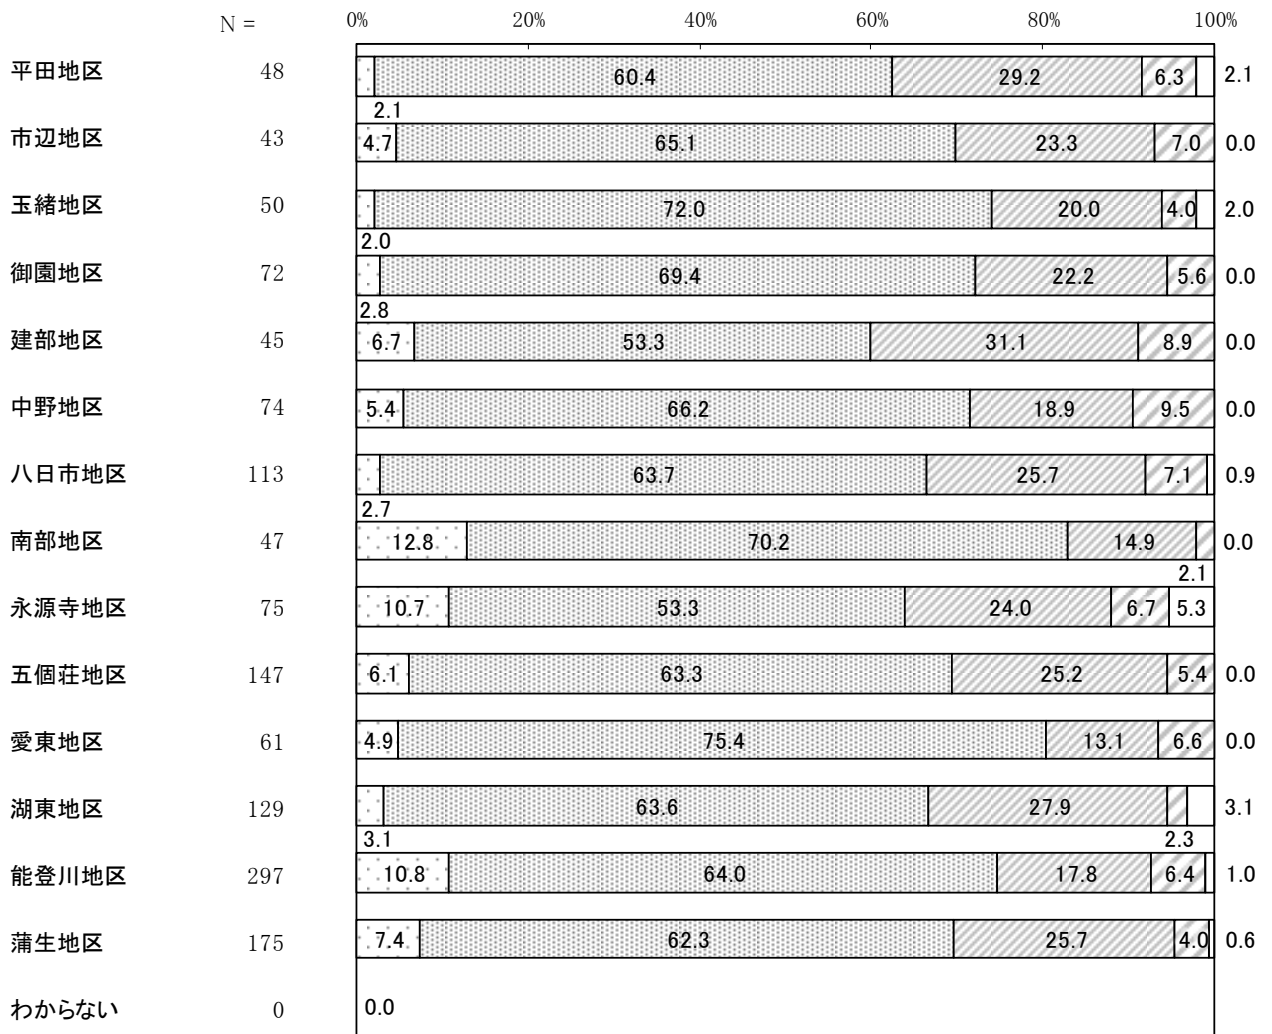 N = 0% 20% 40% 60% 80% 100%
平田地区 48 60.4 29.2 6.3 2.1
2.1
市辺地区 43 4.7 65.1 23.3 7.0 0.0
玉緒地区 50 72.0 20.0 4.0 2.0
2.0
御園地区 72 69.4 22.2 5.6 0.0
2.8
建部地区 45 6.7 53.3 31.1 8.9 0.0
中野地区 74 5.4 66.2 18.9 9.5 0.0
八日市地区 113 63.7 25.7 7.1 0.9
2.7
南部地区 47 12.8 70.2 14.9 0.0
2.1
永源寺地区 75 10.7 53.3 24.0 6.7 5.3
五個荘地区 147 6.1 63.3 25.2 5.4 0.0
愛東地区 61 4.9 75.4 13.1 6.6 0.0
湖東地区 129 63.6 27.9 3.1
3.1 2.3
能登川地区 297 10.8 64.0 17.8 6.4 1.0
蒲生地区 175 7.4 62.3 25.7 4.0 0.6
わからない 0 0.0